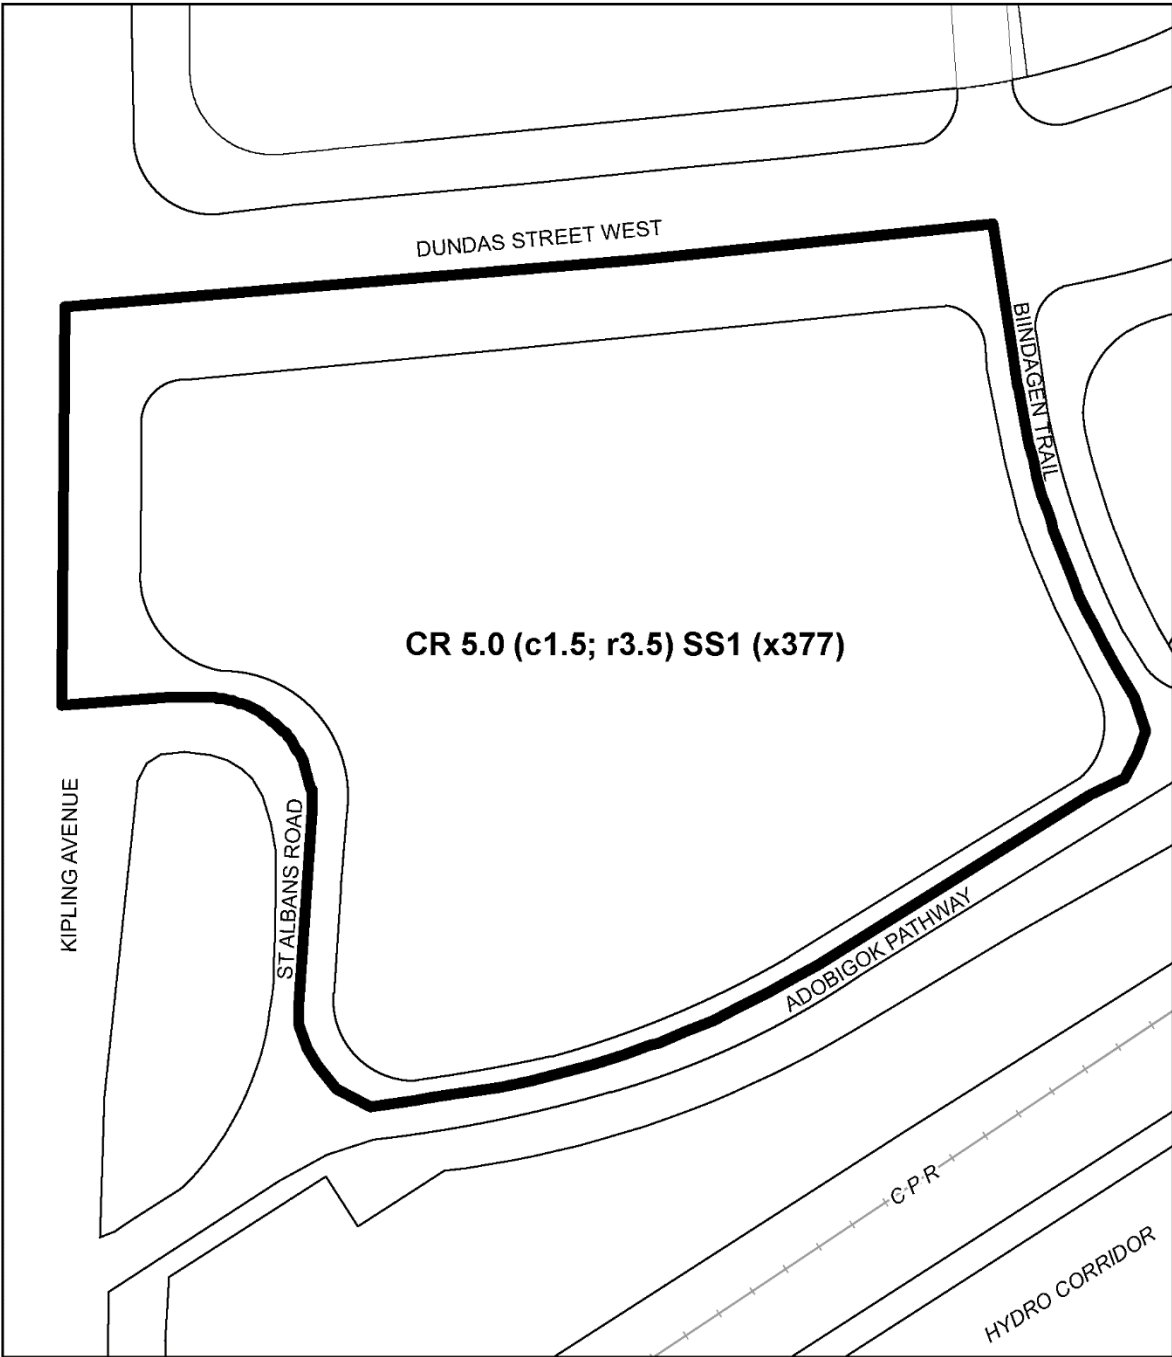 DUNDAS STREET WEST
BIINDAGEN TRAIL
CR 5.0 (c1.5; r3.5) SS1 (x377)
KIPLING AVENUE
ST ALBANS ROAD
ADOBIGOK PATHWAY
C P R
HYDRO CORRIDOR